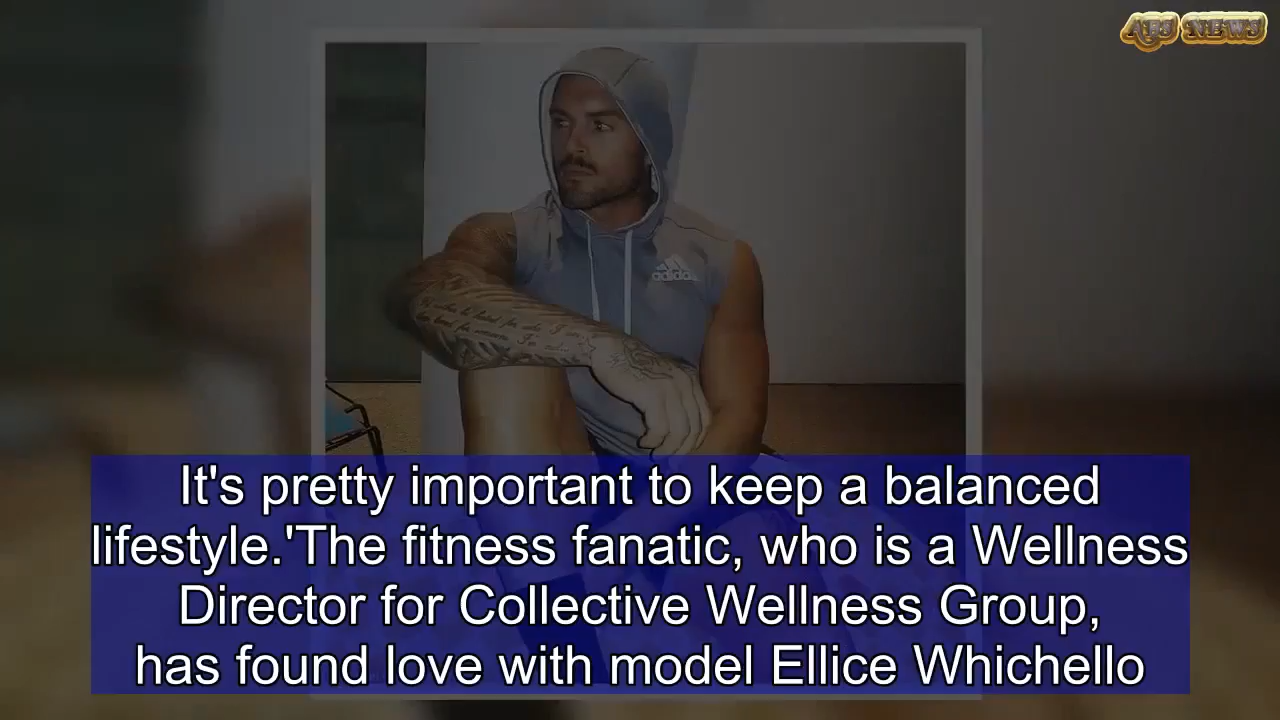 ABS NEWS
adidas
It's pretty important to keep a balanced
lifestyle.'The fitness fanatic, who is a Wellness
Director for Collective Wellness Group,
has found love with model Ellice Whichello